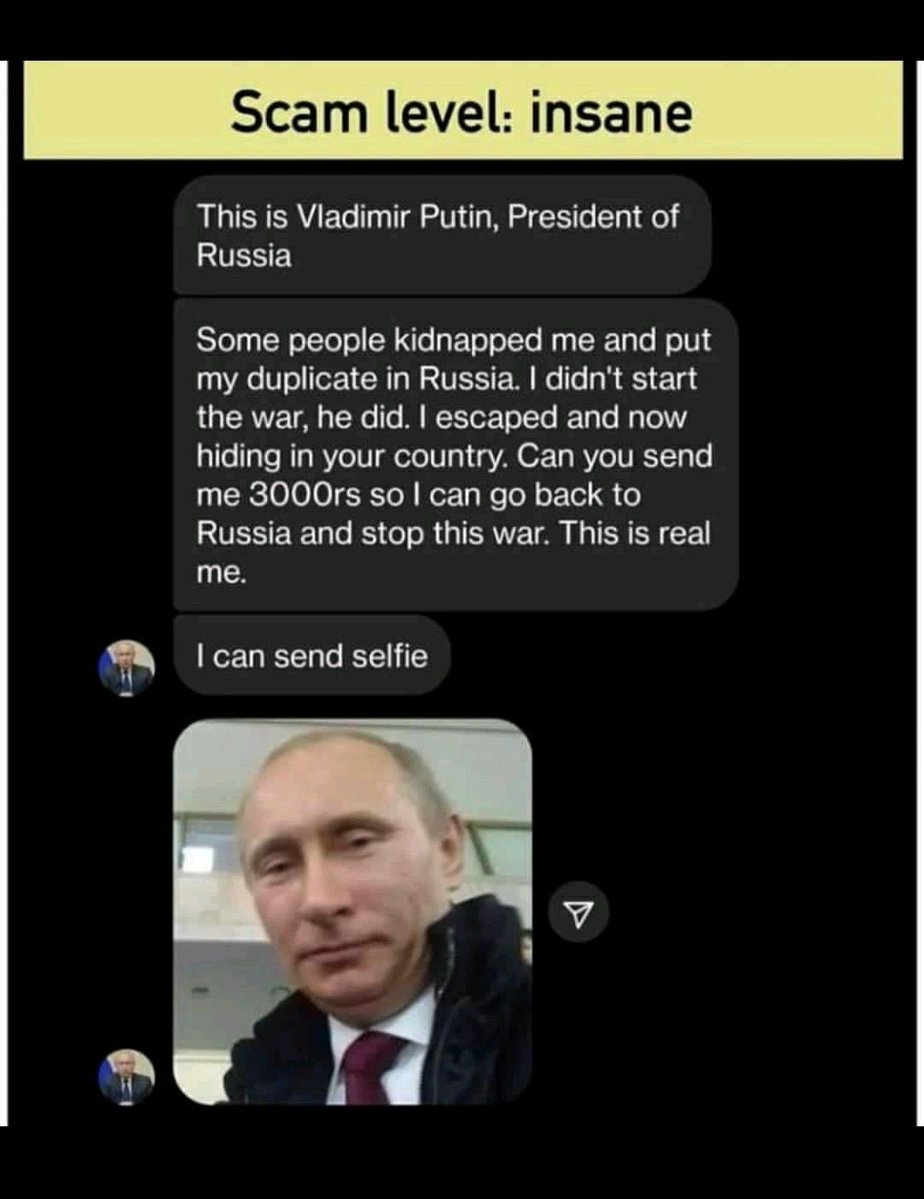 Scam level: insane
This is Vladimir Putin, President of
Russia
Some people kidnapped me and put
my duplicate in Russia. I didn't start
the war, he did. I escaped and now
hiding in your country. Can you send
me 3000rs so I can go back to
Russia and stop this war. This is real
me.
I can send selfie